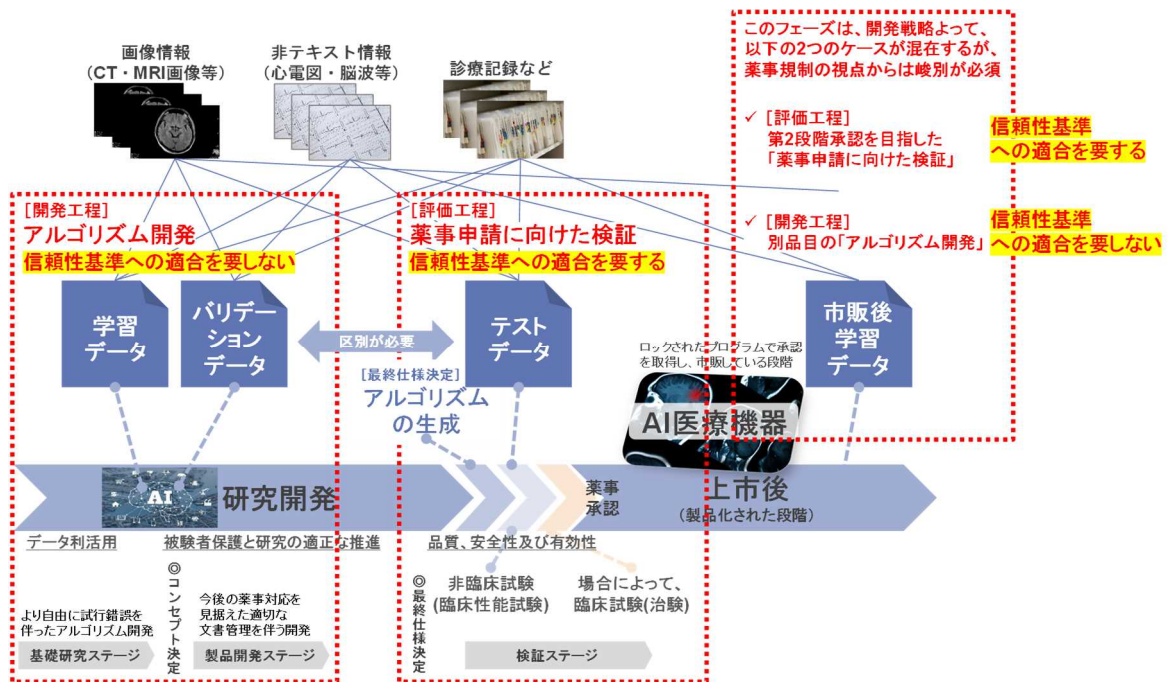 画像情報
（CT・MRI画像等）
非テキスト情報
（心電図・脳波等）
診療記録など
このフェーズは、開発戦略よって、
以下の2つのケースが混在するが、
薬事規制の視点からは峻別が必須
✓ ［評価工程］
第2段階承認を目指した
「薬事申請に向けた検証」
信頼性基準
への適合を要する
✓ ［開発工程］
別品目の「アルゴリズム開発」
信頼性基準
への適合を要しない
［開発工程］
アルゴリズム開発
信頼性基準への適合を要しない
［評価工程］
薬事申請に向けた検証
信頼性基準への適合を要する
学習
データ
バリデー
ション
データ
区別が必要
テスト
データ
市販後
学習
データ
ロックされたプログラムで承認
を取得し、市販している段階
［最終仕様決定］
アルゴリズム
の生成
AI医療機器
AI
研究開発
薬事
承認
上市後
（製品化された段階）
データ利活用
被験者保護と研究の適正な推進
品質、安全性及び有効性
より自由に試行錯誤を
伴ったアルゴリズム開発
◎コンセプト決定
今後の薬事対応を
見据えた適切な
文書管理を伴う開発
◎最終仕様決定
非臨床試験
(臨床性能試験)
場合によって、
臨床試験(治験)
基礎研究ステージ
製品開発ステージ
検証ステージ